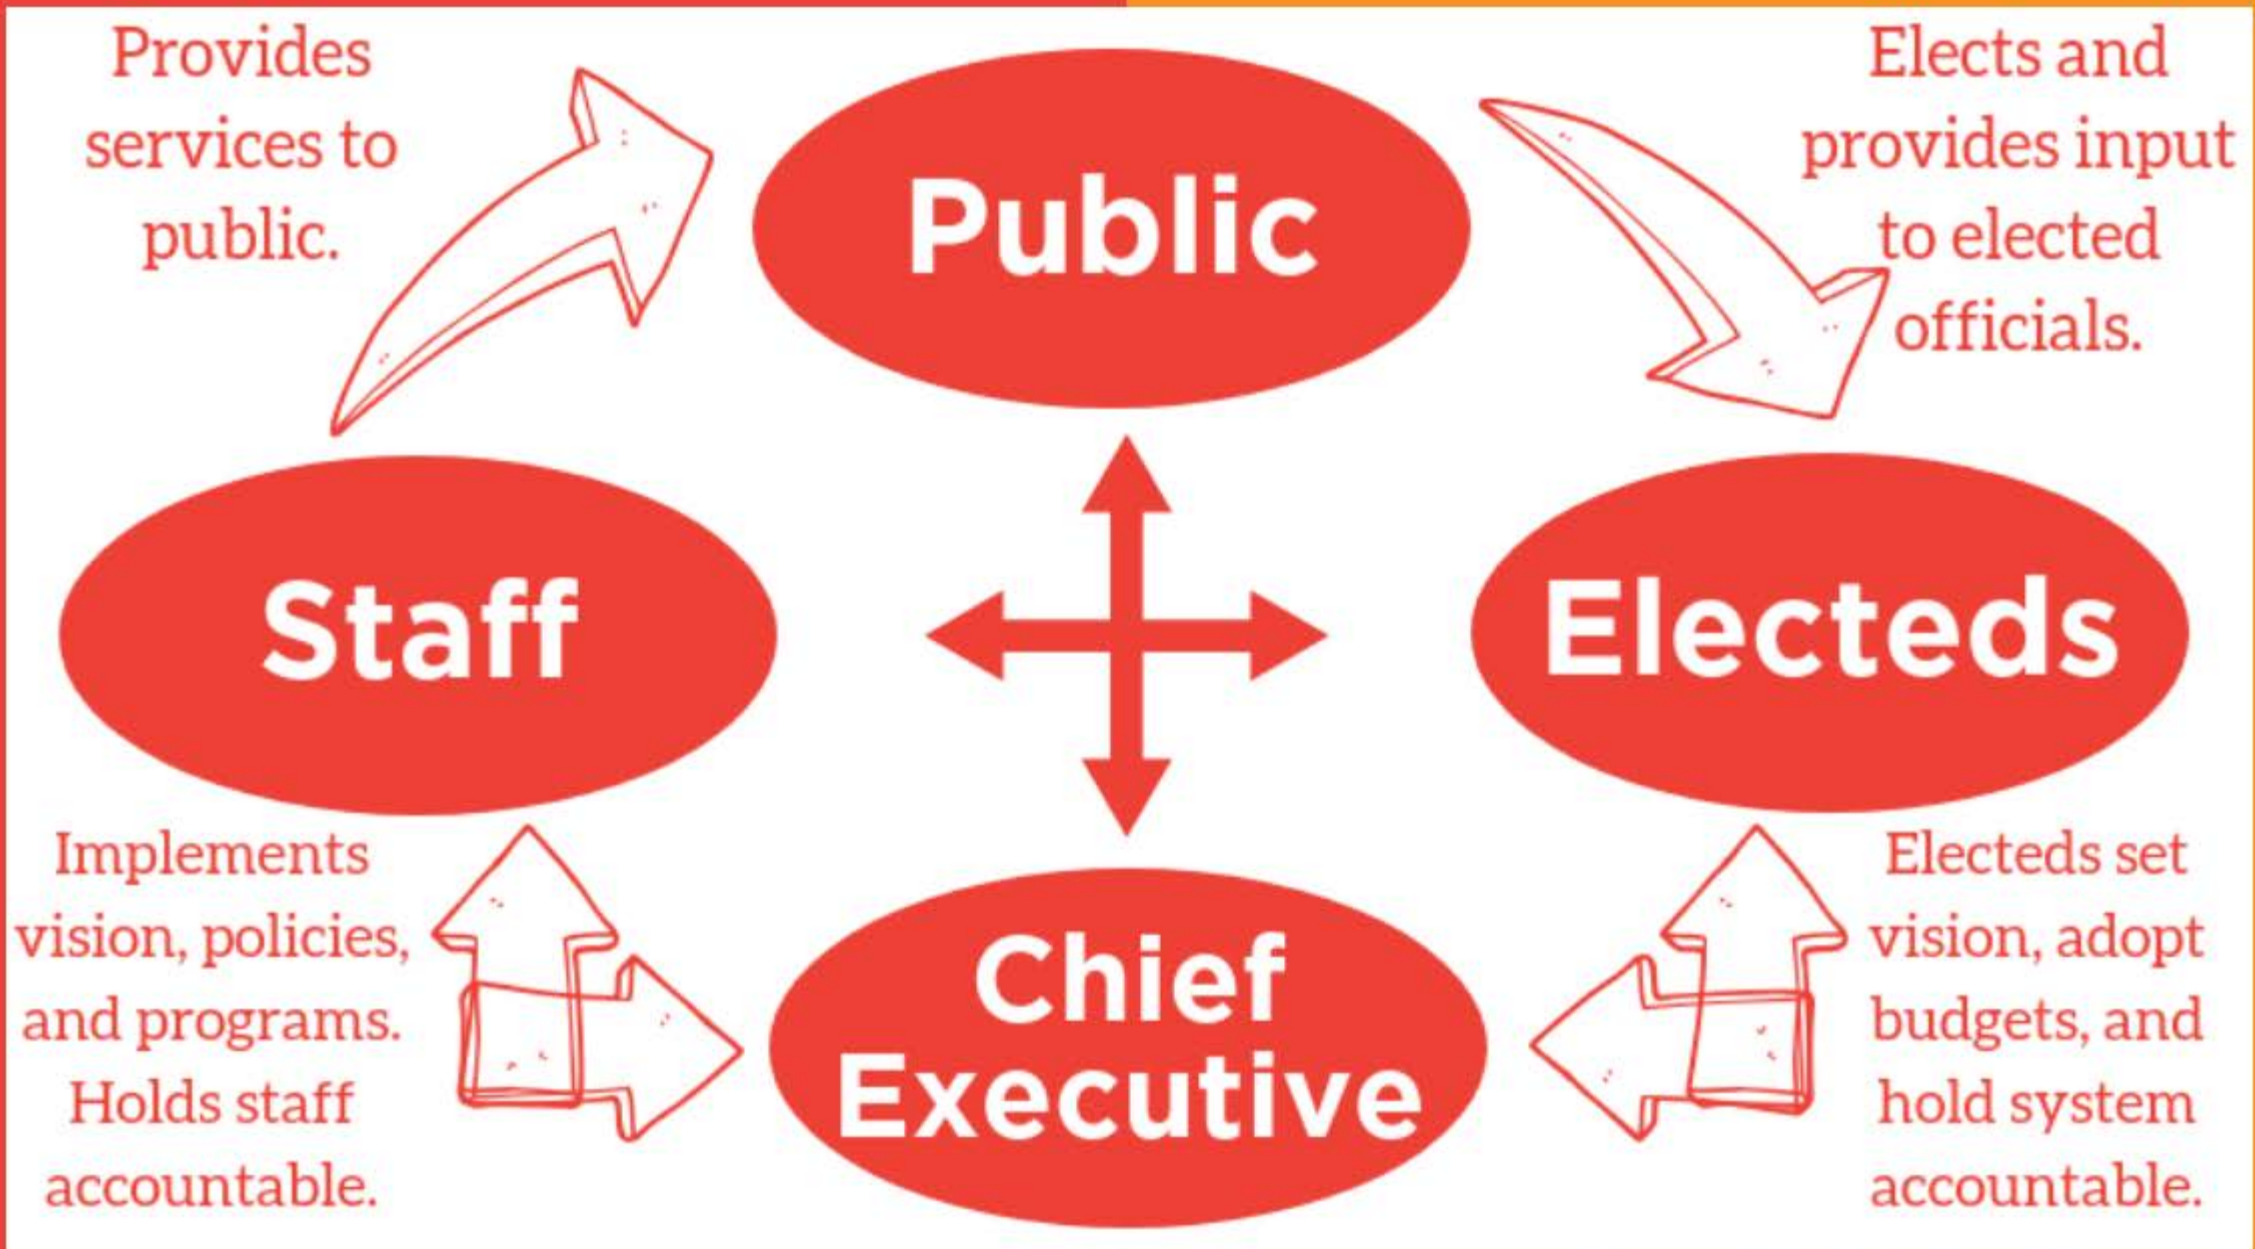 Provides
services to
public.
Public
Elects and
provides input
to elected
officials.
Staff
Electeds
Implements
vision, policies,
and programs.
Holds staff
accountable.
Chief
Executive
Electeds set
vision, adopt
budgets, and
hold system
accountable.